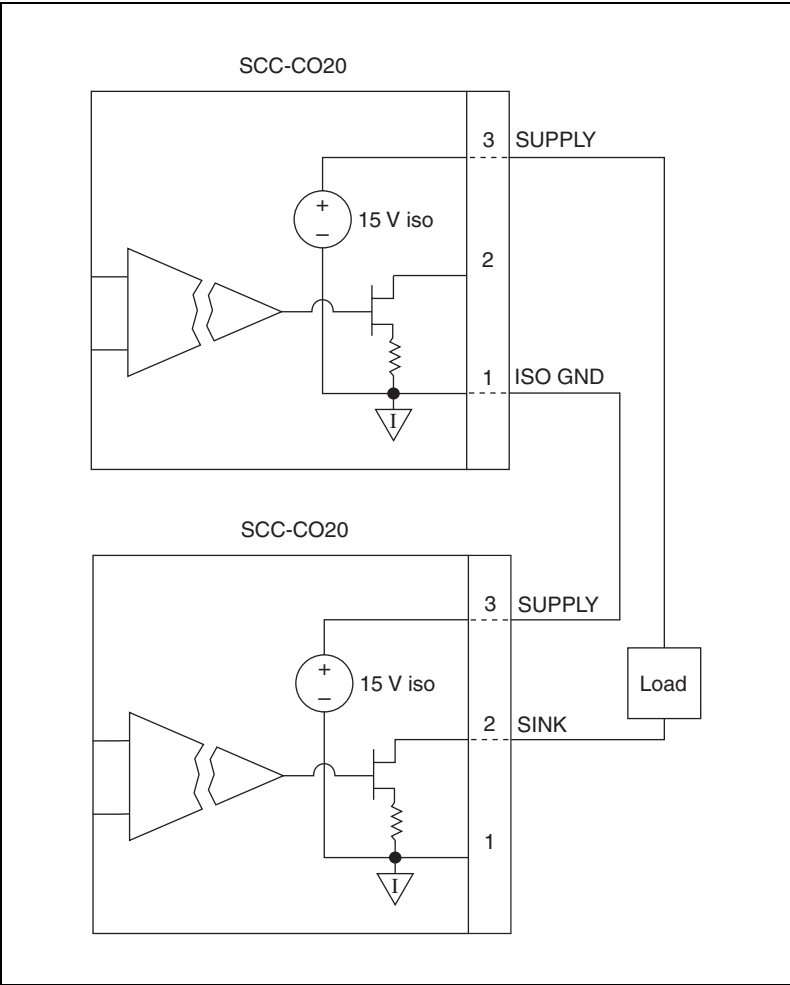 SCC-CO20
3 SUPPLY
+
–
15 V iso
2
1 ISO GND
I
SCC-CO20
3 SUPPLY
+
–
15 V iso
Load
2 SINK
1
I